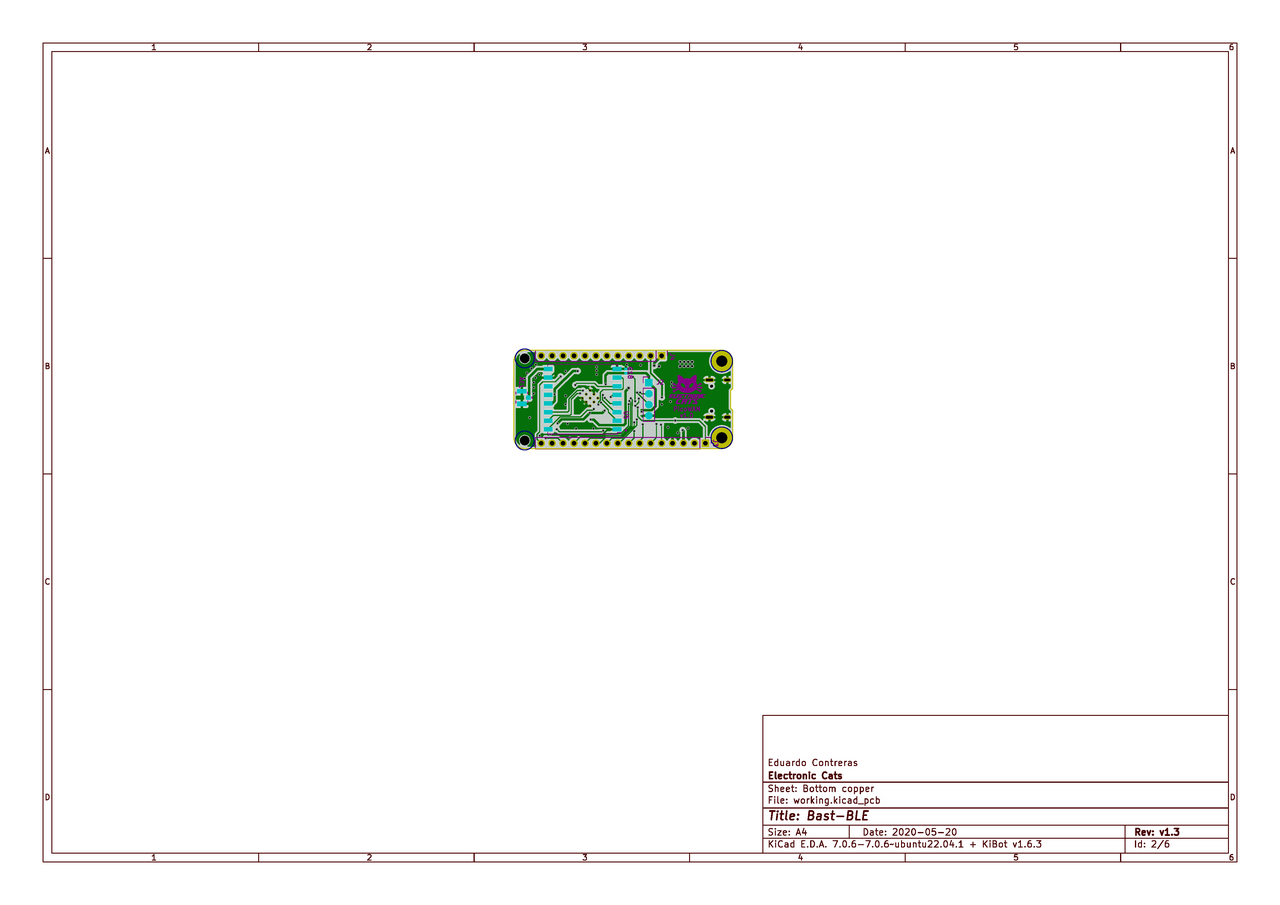 1 2 3 4 5 6
A A
B B
C C
Eduardo Contreras
Electronic Cats
Sheet: Bottom copper
File: working.kicad_pcb
D D
Title: Bast-BLE
Size: A4 Date: 2020-05-20 Rev: v1.3
KiCad E.D.A. 7.0.6-7.0.6~ubuntu22.04.1 + KiBot v1.6.3 Id: 2/6
1 2 3 4 5 6